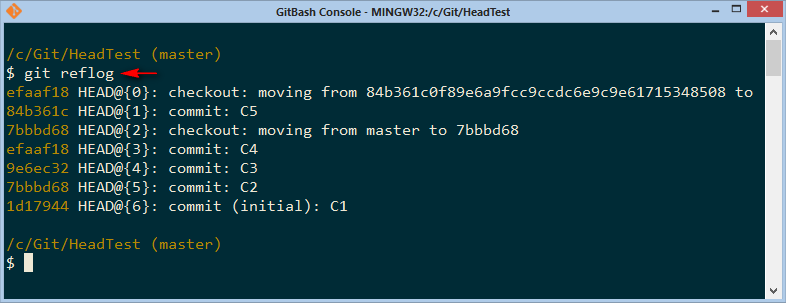 GitBash Console - MINGW32:/c/Git/HeadTest
/c/Git/HeadTest (master)
$ git reflog
efaaf18 HEAD@{0}: checkout: moving from 84b361c0f89e6a9fcc9ccdc6e9c9e61715348508 to
84b361c HEAD@{1}: commit: C5
7bbbd68 HEAD@{2}: checkout: moving from master to 7bbbd68
efaaf18 HEAD@{3}: commit: C4
9e6ec32 HEAD@{4}: commit: C3
7bbbd68 HEAD@{5}: commit: C2
1d17944 HEAD@{6}: commit (initial): C1
/c/Git/HeadTest (master)
$